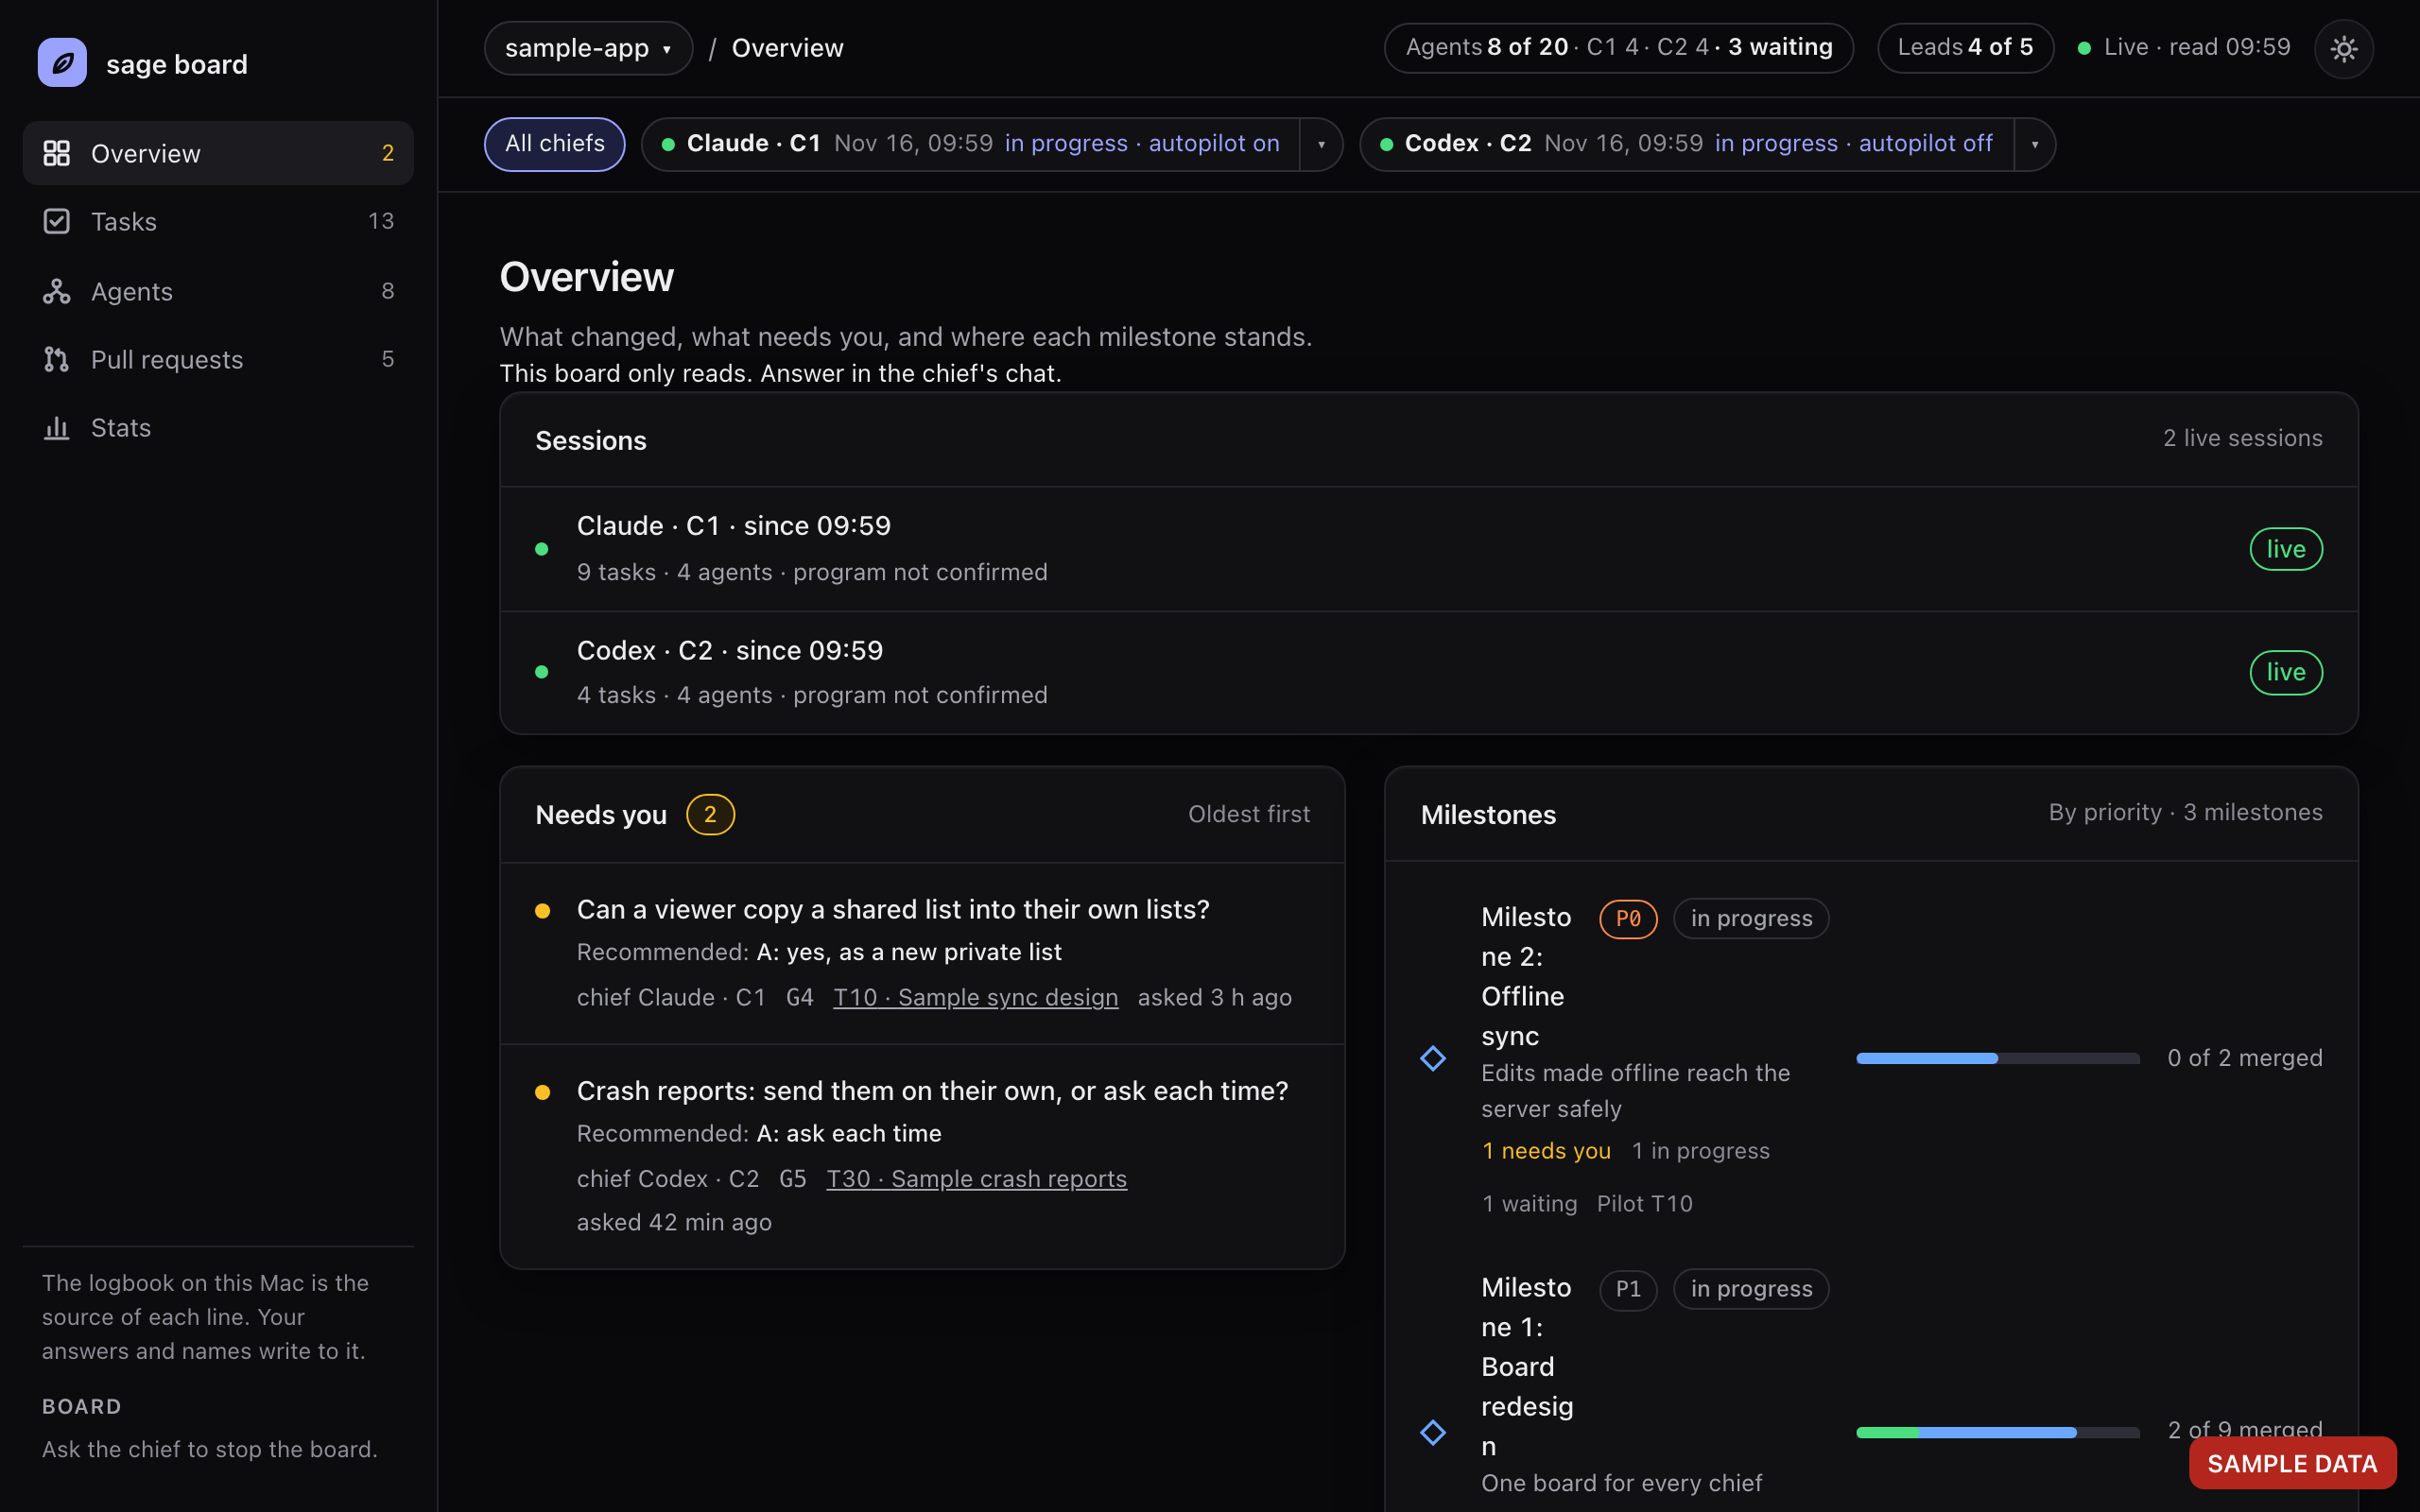 sage board
Overview 2
Tasks 13
Agents 8
Pull requests 5
Stats
The logbook on this Mac is the
source of each line. Your
answers and names write to it.
BOARD
Ask the chief to stop the board.
sample-app ▾ / Overview
Agents 8 of 20 · C1 4 · C2 4 · 3 waiting
Leads 4 of 5
Live · read 09:59
All chiefs
Claude · C1 Nov 16, 09:59 in progress · autopilot on ▾
Codex · C2 Nov 16, 09:59 in progress · autopilot off ▾
Overview
What changed, what needs you, and where each milestone stands.
This board only reads. Answer in the chief's chat.
Sessions
2 live sessions
Claude · C1 · since 09:59
9 tasks · 4 agents · program not confirmed
live
Codex · C2 · since 09:59
4 tasks · 4 agents · program not confirmed
live
Needs you 2
Oldest first
Can a viewer copy a shared list into their own lists?
Recommended: A: yes, as a new private list
chief Claude · C1 G4 T10 · Sample sync design asked 3 h ago
Crash reports: send them on their own, or ask each time?
Recommended: A: ask each time
chief Codex · C2 G5 T30 · Sample crash reports
asked 42 min ago
Milestones
By priority · 3 milestones
Milesto P0 in progress
ne 2:
Offline
sync
Edits made offline reach the
server safely
1 needs you 1 in progress
1 waiting Pilot T10
0 of 2 merged
Milesto P1 in progress
ne 1:
Board
redesig
n
One board for every chief
2 of 9 merged
SAMPLE DATA